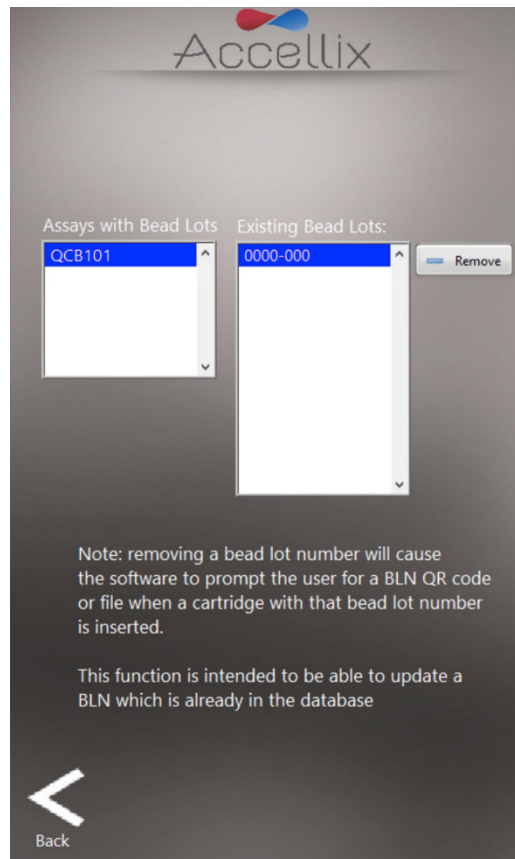 Accellix
Assays with Bead Lots
Existing Bead Lots:
QCB101
0000-000
Remove
Note: removing a bead lot number will cause
the software to prompt the user for a BLN QR code
or file when a cartridge with that bead lot number
is inserted.
This function is intended to be able to update a
BLN which is already in the database
Back